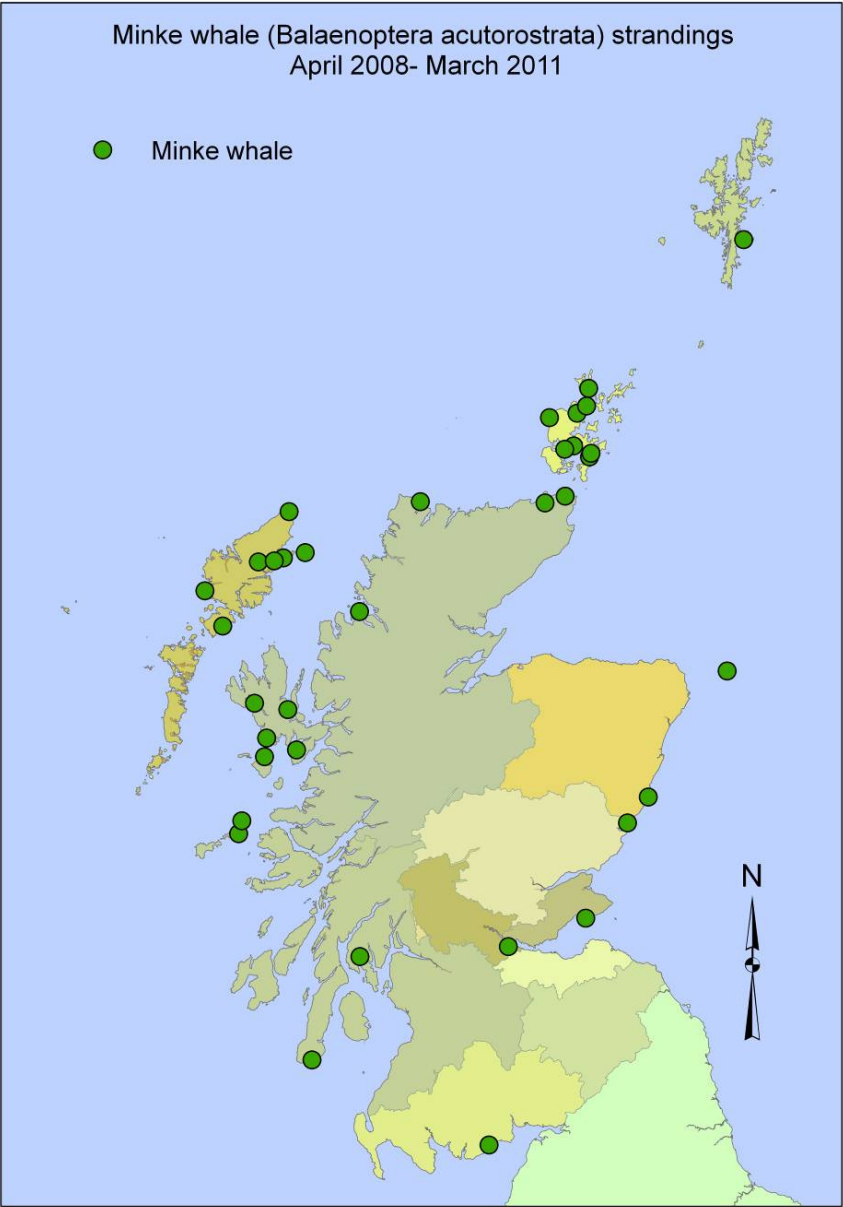 Minke whale (Balaenoptera acutorostrata) strandings
April 2008- March 2011
Minke whale
N